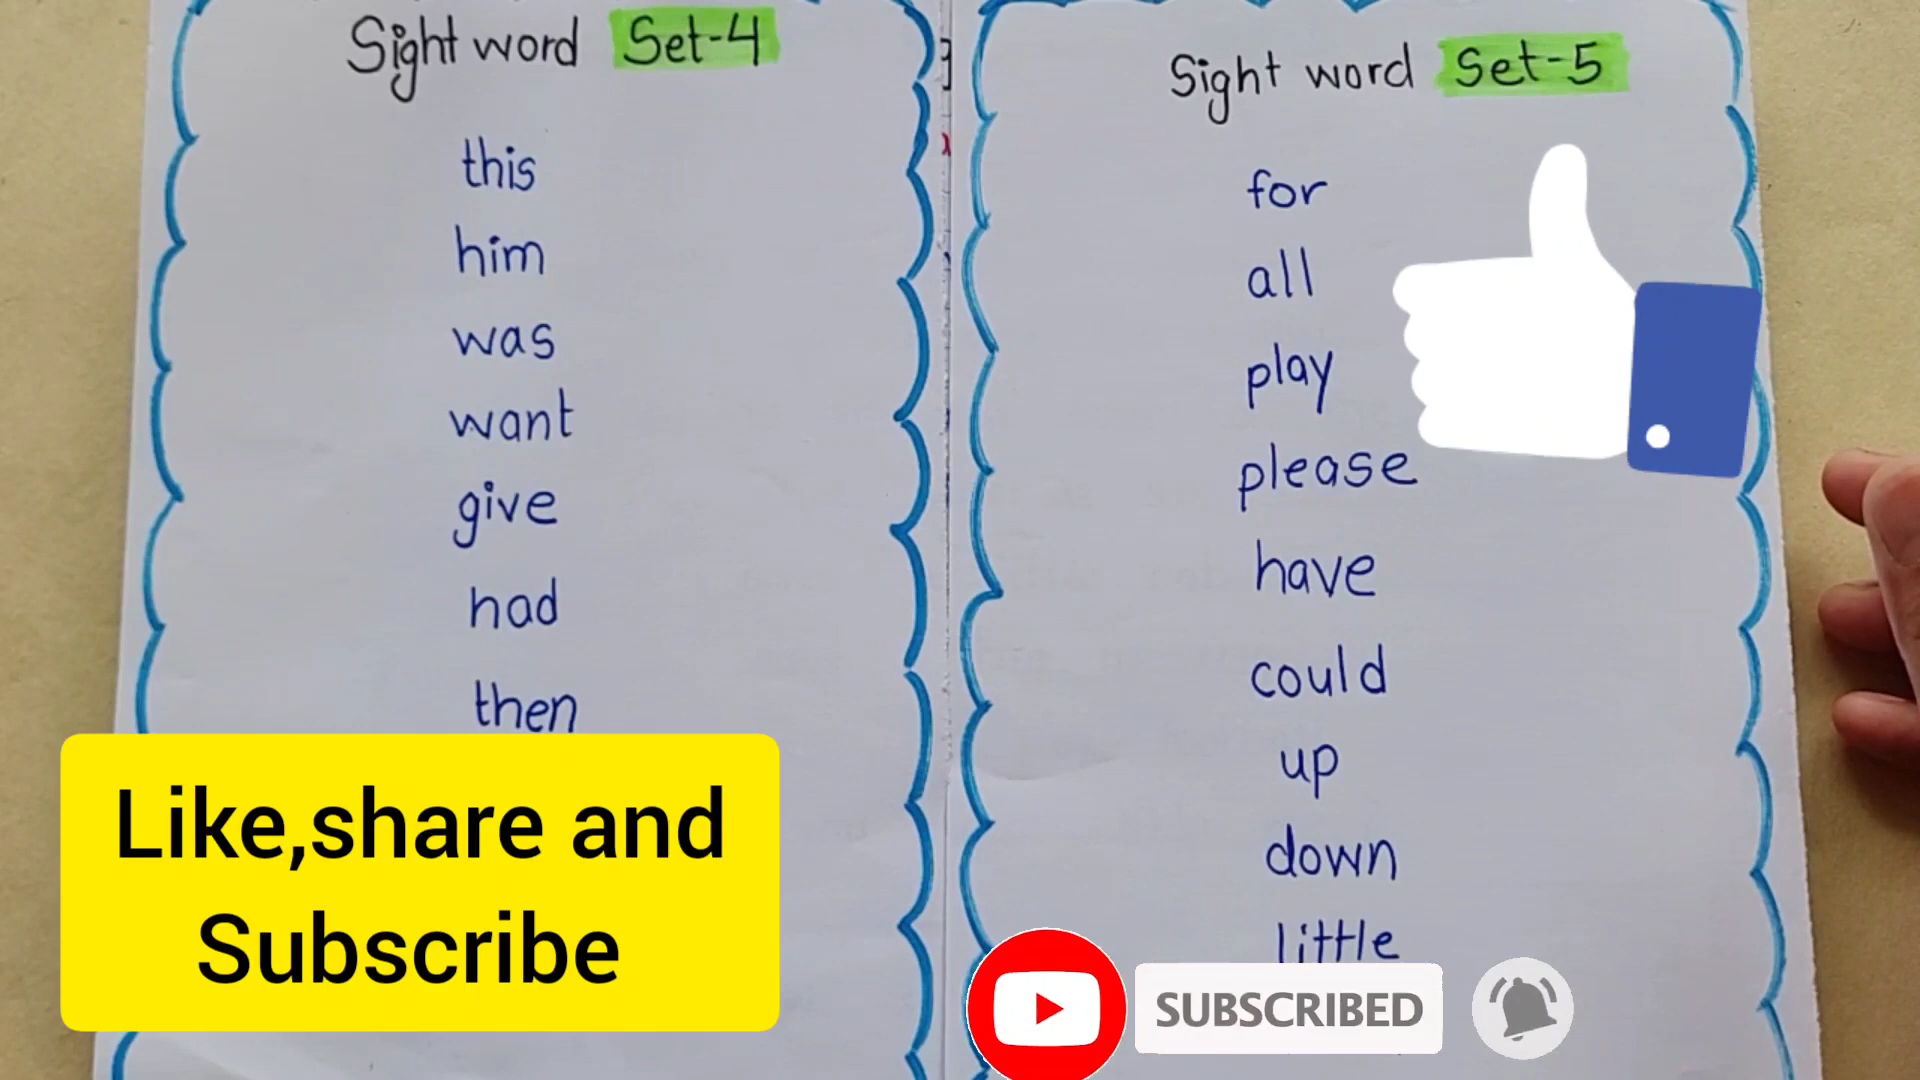 Sight word Set-4
this
him
was
want
give
had
then
Sight word Set-5
for
all
play
please
have
could
up
down
little
Like,share and
Subscribe
SUBSCRIBED